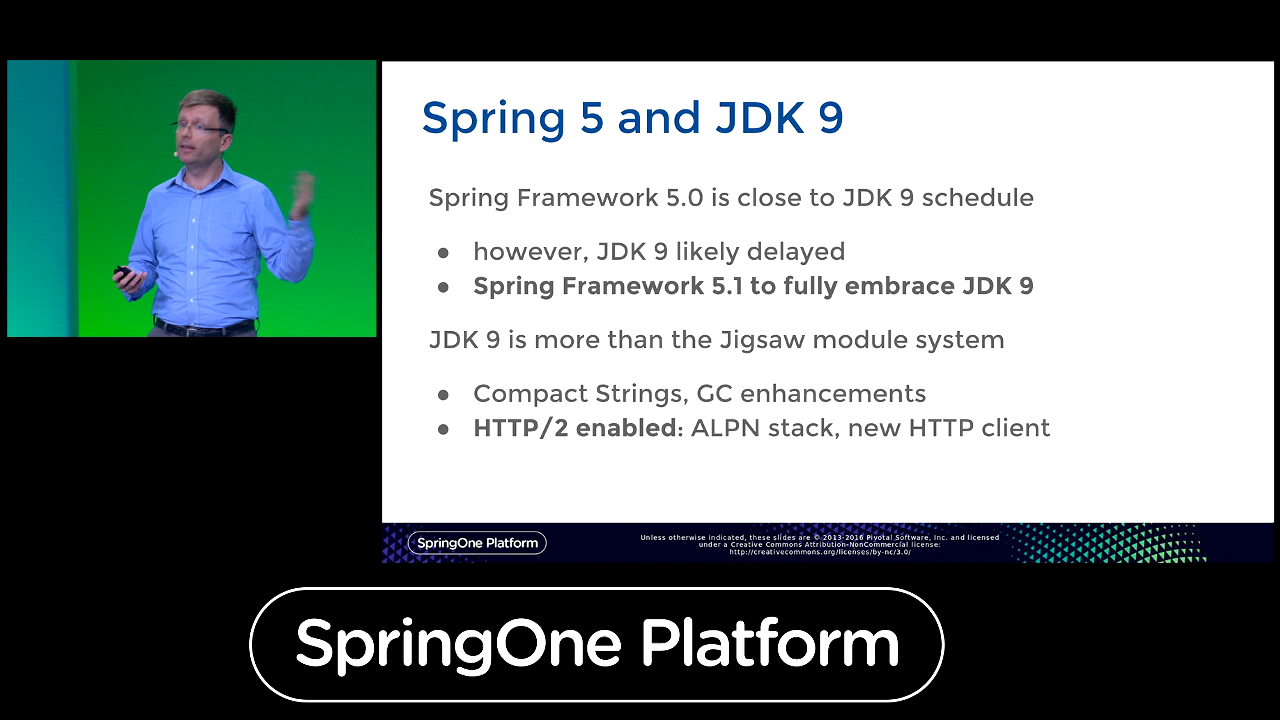 Spring 5 and JDK 9
Spring Framework 5.0 is close to JDK 9 schedule
● however, JDK 9 likely delayed
● Spring Framework 5.1 to fully embrace JDK 9
JDK 9 is more than the Jigsaw module system
● Compact Strings, GC enhancements
● HTTP/2 enabled: ALPN stack, new HTTP client
SpringOne Platform
Unless otherwise indicated, these slides are © 2013-2016 Pivotal Software, Inc. and licensed
under a Creative Commons Attribution-NonCommercial license:
http://creativecommons.org/licenses/by-nc/3.0/
SpringOne Platform